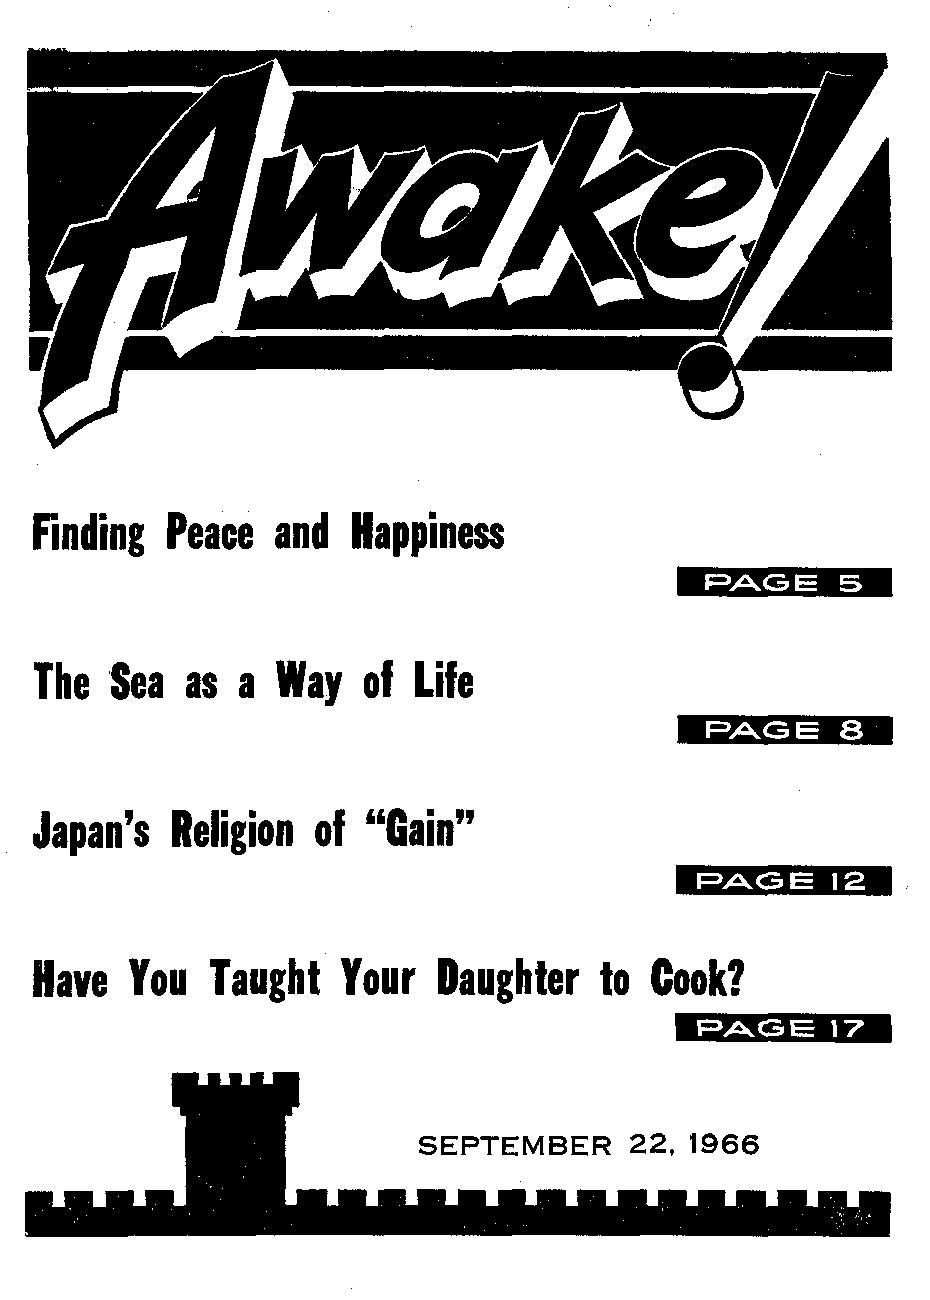 Awake!
Finding Peace and Happiness
PAGE 5
The Sea as a Way of Life
PAGE 8
Japan's Religion of “Gain”
PAGE 12
Have You Taught Your Daughter to Cook?
PAGE 17
SEPTEMBER 22, 1966